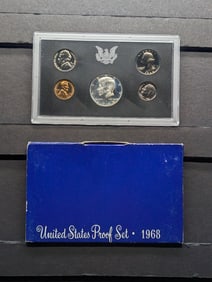 United States Proof Set · 1968